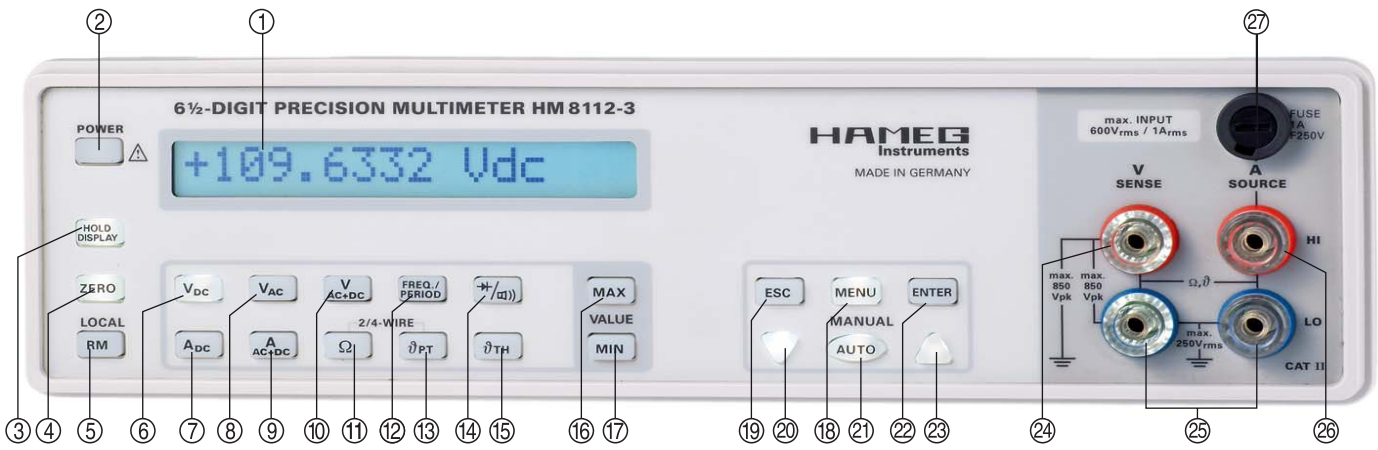 ② ①
6½-DIGIT PRECISION MULTIMETER HM 8112-3
POWER
+109.6332 Vdc
HAMEG
Instruments
MADE IN GERMANY
HOLD
DISPLAY
ZERO
LOCAL
RM
VDC
VAC
V
AC+DC
FREQ./
PERIOD
2/4-WIRE
ADC
A
AC+DC
Ω
ϑPT
ϑTH
MAX
VALUE
MIN
ESC
MENU
ENTER
MANUAL
AUTO
㉗
max. INPUT
600Vrms / 1Arms
FUSE
1A
F250V
V
SENSE
A
SOURCE
HI
max.
850
Vpk
max.
850
Vpk
Ω,ϑ
LO
max.
250Vrms
CAT II
③ ④ ⑤ ⑥ ⑦ ⑧ ⑨ ⑩ ⑪ ⑫ ⑬ ⑭ ⑮ ⑯ ⑰ ⑲ ⑳ ⑱ ㉑ ㉒ ㉓ ㉔ ㉕ ㉖